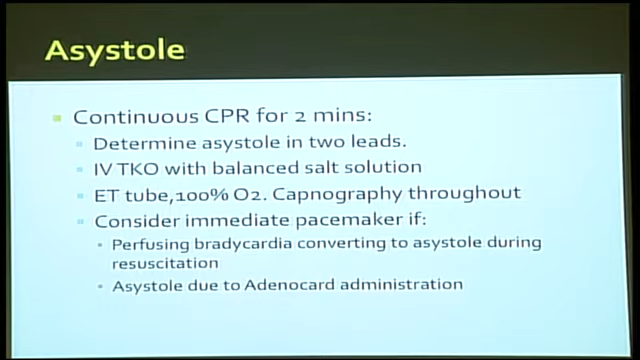 Asystole
Continuous CPR for 2 mins:
Determine asystole in two leads.
IV TKO with balanced salt solution
ET tube,100% O2. Capnography throughout
Consider immediate pacemaker if:
Perfusing bradycardia converting to asystole during
resuscitation
Asystole due to Adenocard administration